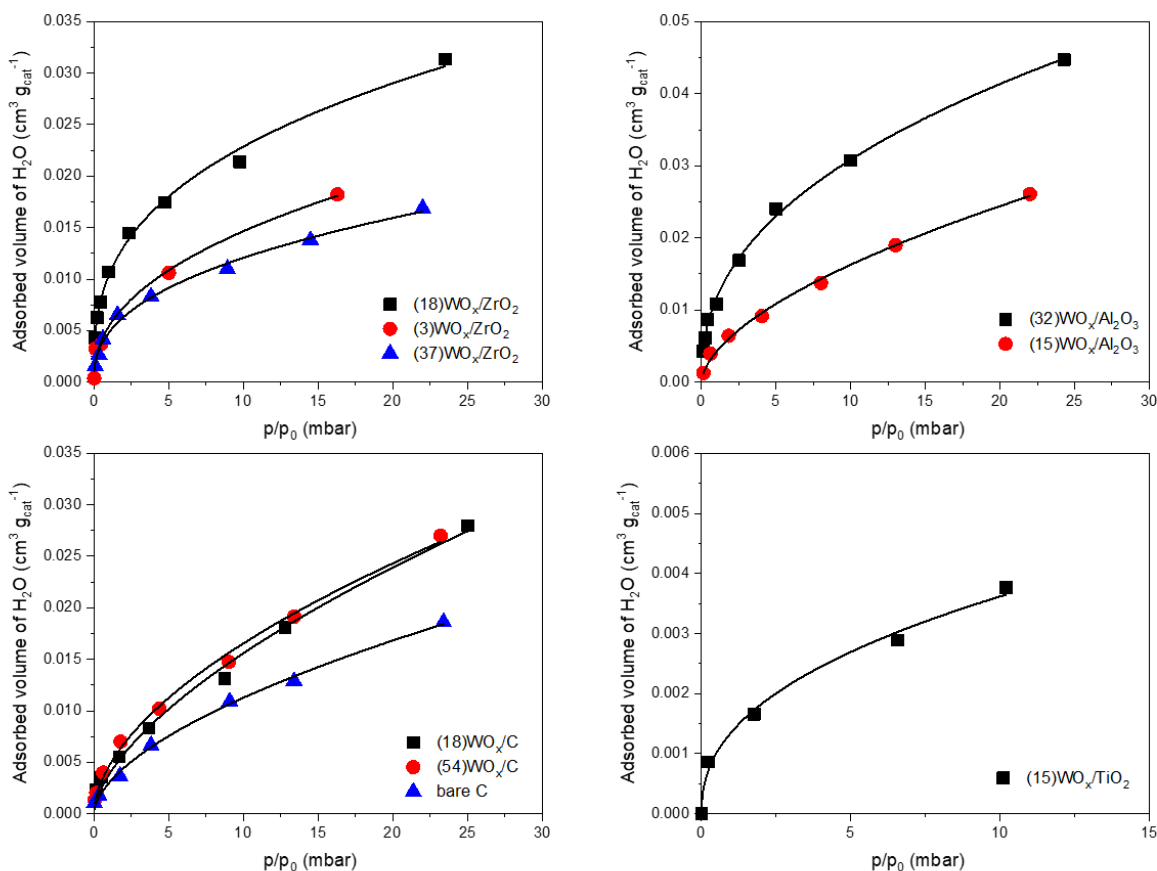 Adsorbed volume of H₂O (cm³ g_cat⁻¹)
0.035
0.030
0.025
0.020
0.015
0.010
0.005
0.000
(18)WOₓ/ZrO₂
(3)WOₓ/ZrO₂
(37)WOₓ/ZrO₂
0 5 10 15 20 25 30
p/p₀ (mbar)
Adsorbed volume of H₂O (cm³ g_cat⁻¹)
0.05
0.04
0.03
0.02
0.01
0.00
(32)WOₓ/Al₂O₃
(15)WOₓ/Al₂O₃
0 5 10 15 20 25 30
p/p₀ (mbar)
Adsorbed volume of H₂O (cm³ g_cat⁻¹)
0.035
0.030
0.025
0.020
0.015
0.010
0.005
0.000
(18)WOₓ/C
(54)WOₓ/C
bare C
0 5 10 15 20 25 30
p/p₀ (mbar)
Adsorbed volume of H₂O (cm³ g_cat⁻¹)
0.006
0.005
0.004
0.003
0.002
0.001
0.000
(15)WOₓ/TiO₂
0 5 10 15
p/p₀ (mbar)